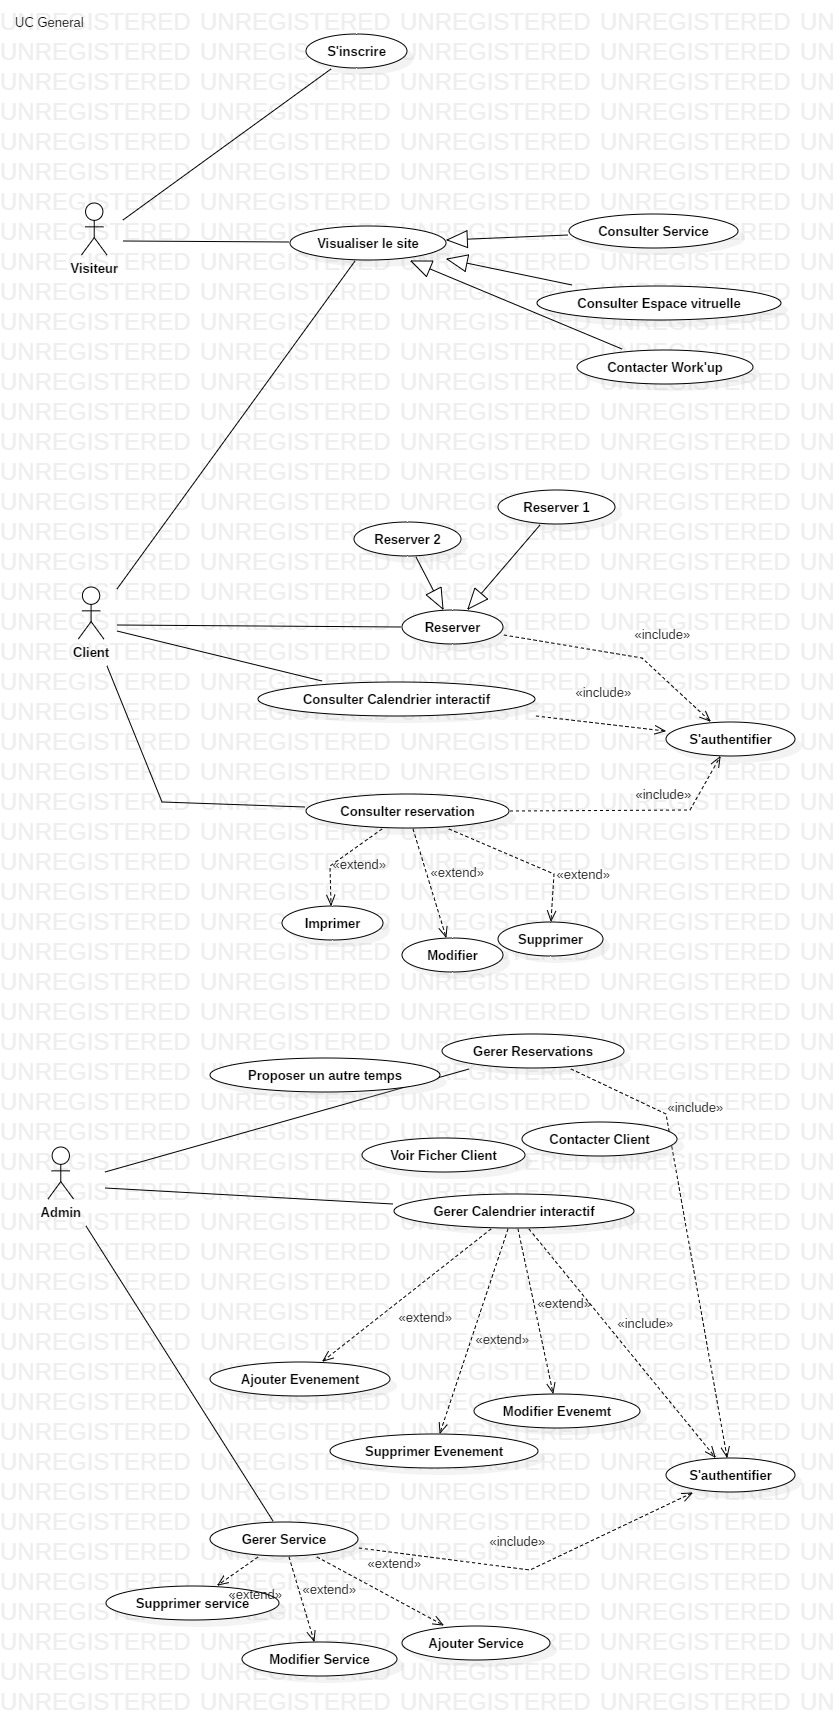 UC General
S'inscrire
Visiteur
Visualiser le site
Consulter Service
Consulter Espace vitruelle
Contacter Work'up
Reserver 1
Reserver 2
Client
Reserver
«include»
Consulter Calendrier interactif
«include»
S'authentifier
Consulter reservation
«include»
«extend»
«extend»
«extend»
Imprimer
Modifier
Supprimer
Gerer Reservations
Proposer un autre temps
«include»
Contacter Client
Voir Ficher Client
Admin
Gerer Calendrier interactif
«extend»
«extend»
«extend»
«include»
Ajouter Evenement
Modifier Evenemt
Supprimer Evenement
S'authentifier
Gerer Service
«include»
«extend»
«extend»
«extend»
Supprimer service
Ajouter Service
Modifier Service
UNREGISTERED